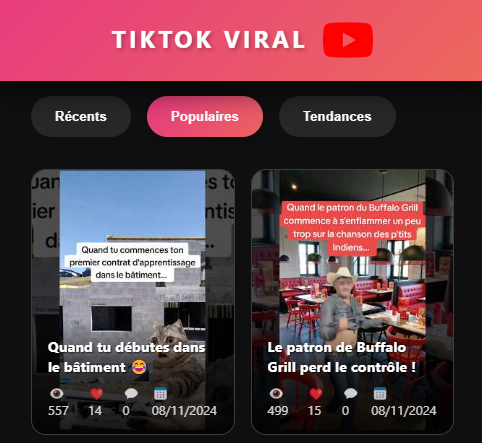 TIKTOK VIRAL
Récents
Populaires
Tendances
Quand tu commences ton
premier contrat d'apprentissage
dans le bâtiment...
Quand tu débutes dans
le bâtiment 😂
557 14 0 08/11/2024
Quand le patron du Buffalo Grill
commence à s'enflammer un peu
trop sur la chanson des p'tits
Indiens...
Le patron de Buffalo
Grill perd le contrôle !
499 15 0 08/11/2024